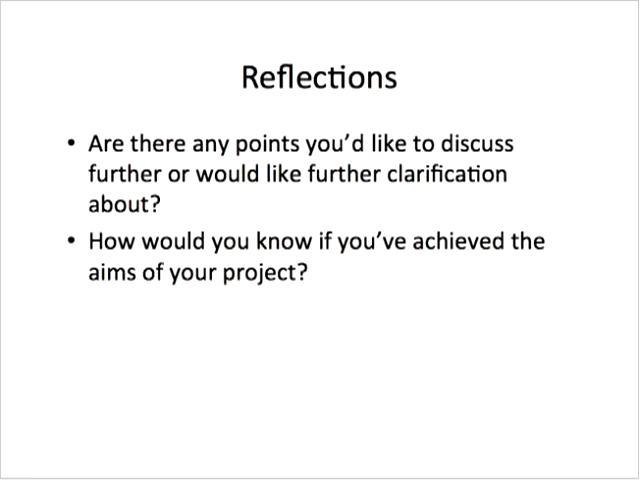 Reflections
• Are there any points you’d like to discuss
further or would like further clarification
about?
• How would you know if you’ve achieved the
aims of your project?